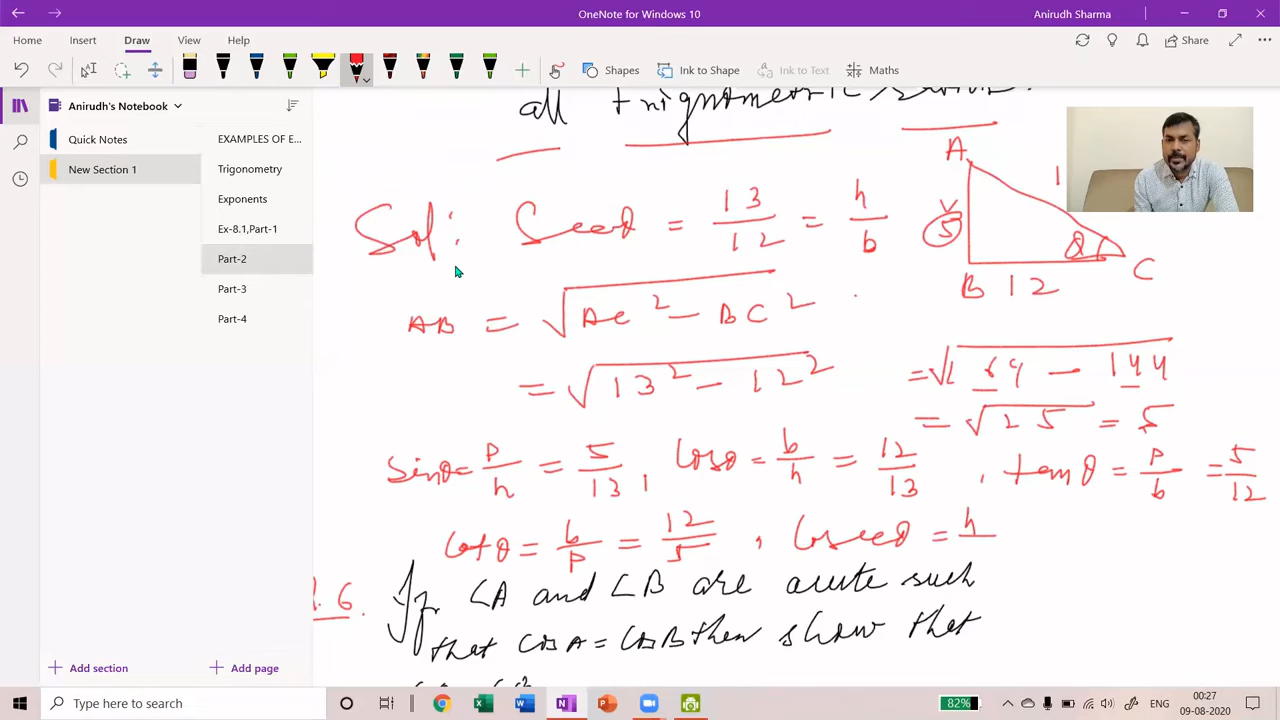 OneNote for Windows 10
Anirudh Sharma
Home Insert Draw View Help
Share
Shapes Ink to Shape Ink to Text Maths
Anirudh's Notebook
Quick Notes
New Section 1
EXAMPLES OF E...
Trigonometry
Exponents
Ex-8.1,Part-1
Part-2
Part-3
Part-4
all trigntometric
A 1
Sol: Secθ = 13/12 = h/b
5
θ
B 12 C
AB = √AC² - BC²
= √13² - 12² = √169 - 144
= √25 = 5
Sinθ = P/h = 5/13, Cosθ = b/h = 12/13, tanθ = P/b = 5/12
Cotθ = b/P = 12/5, Cosecθ = h
6. If ∠A and ∠B are acute such
that CosA = CosB then show that
Add section
Add page
Type here to search
82%
ENG
00:27
09-08-2020